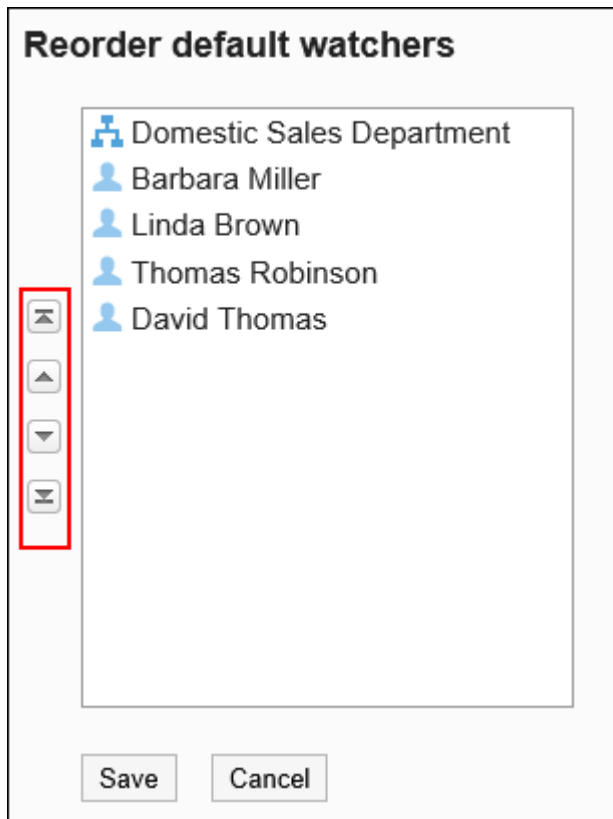 Reorder default watchers
Domestic Sales Department
Barbara Miller
Linda Brown
Thomas Robinson
David Thomas
Save Cancel